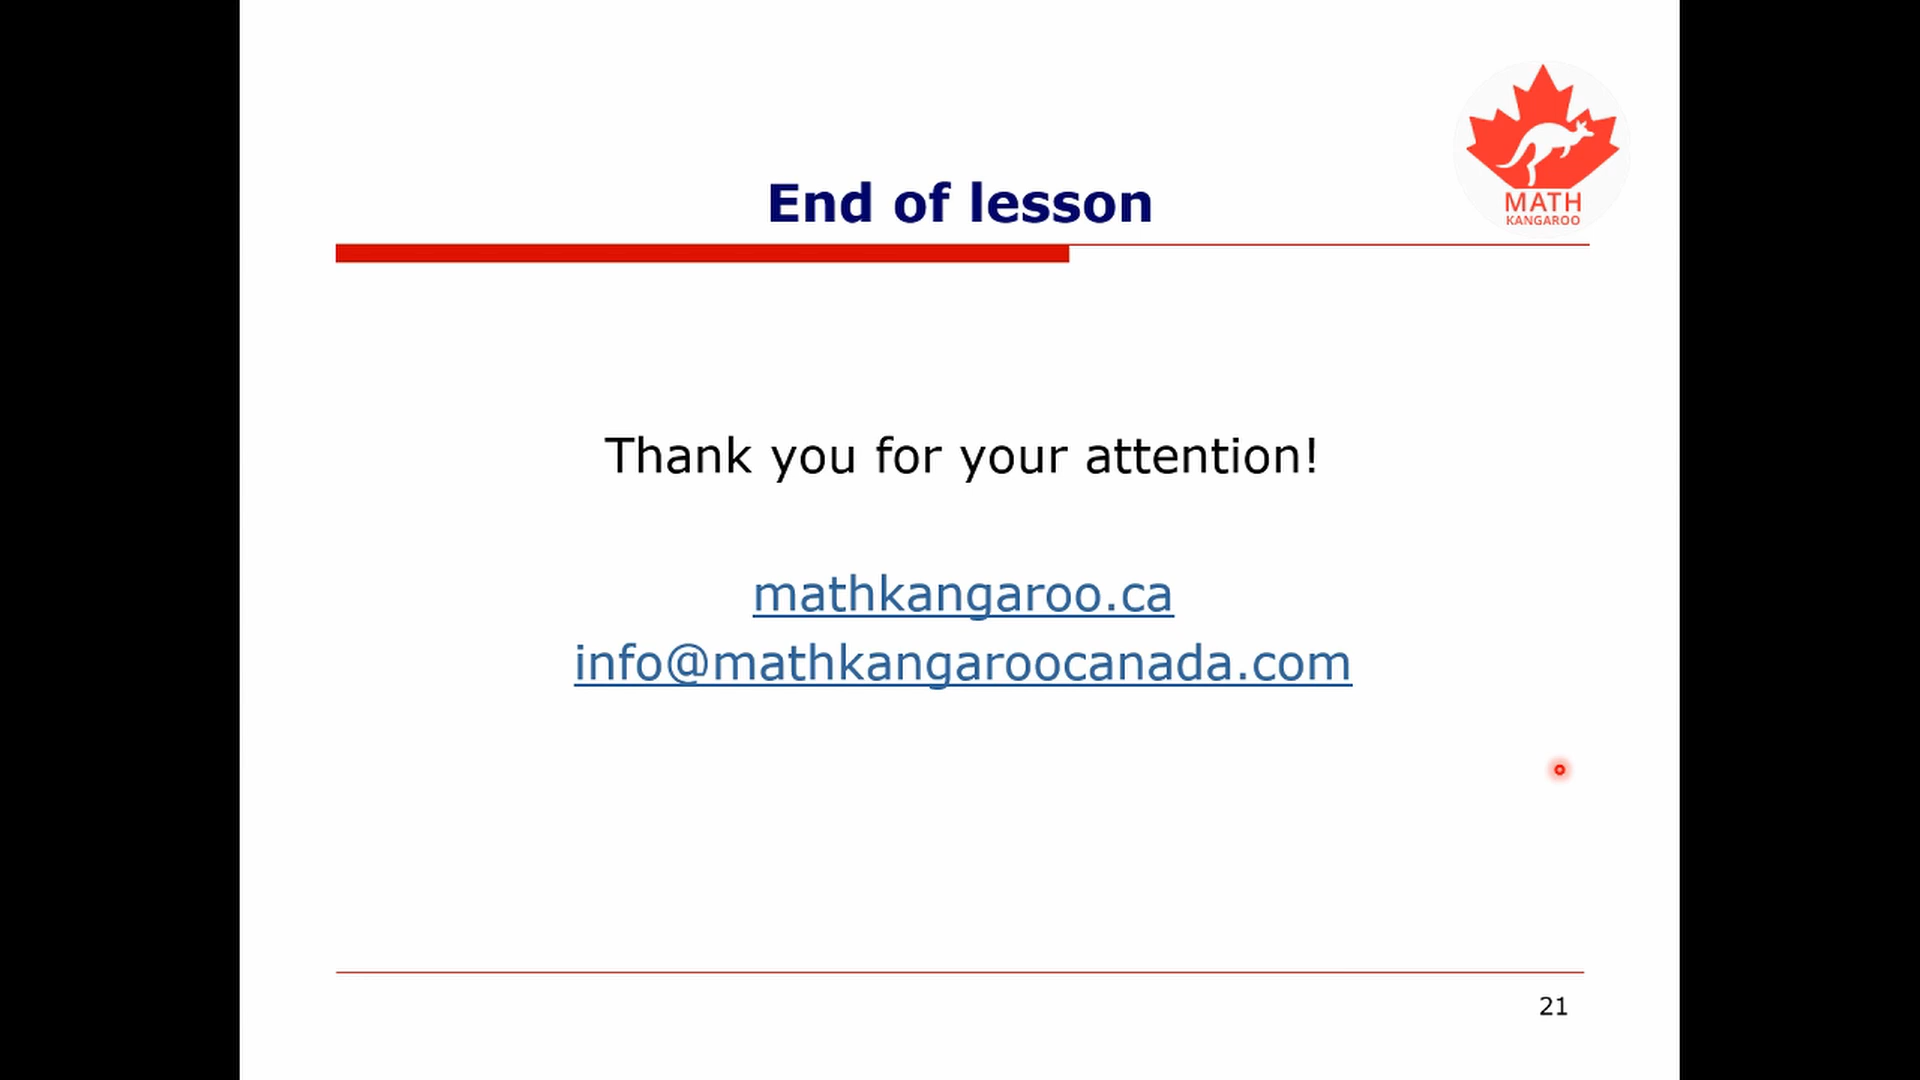 MATH
KANGAROO
End of lesson
Thank you for your attention!
mathkangaroo.ca
info@mathkangaroocanada.com
21